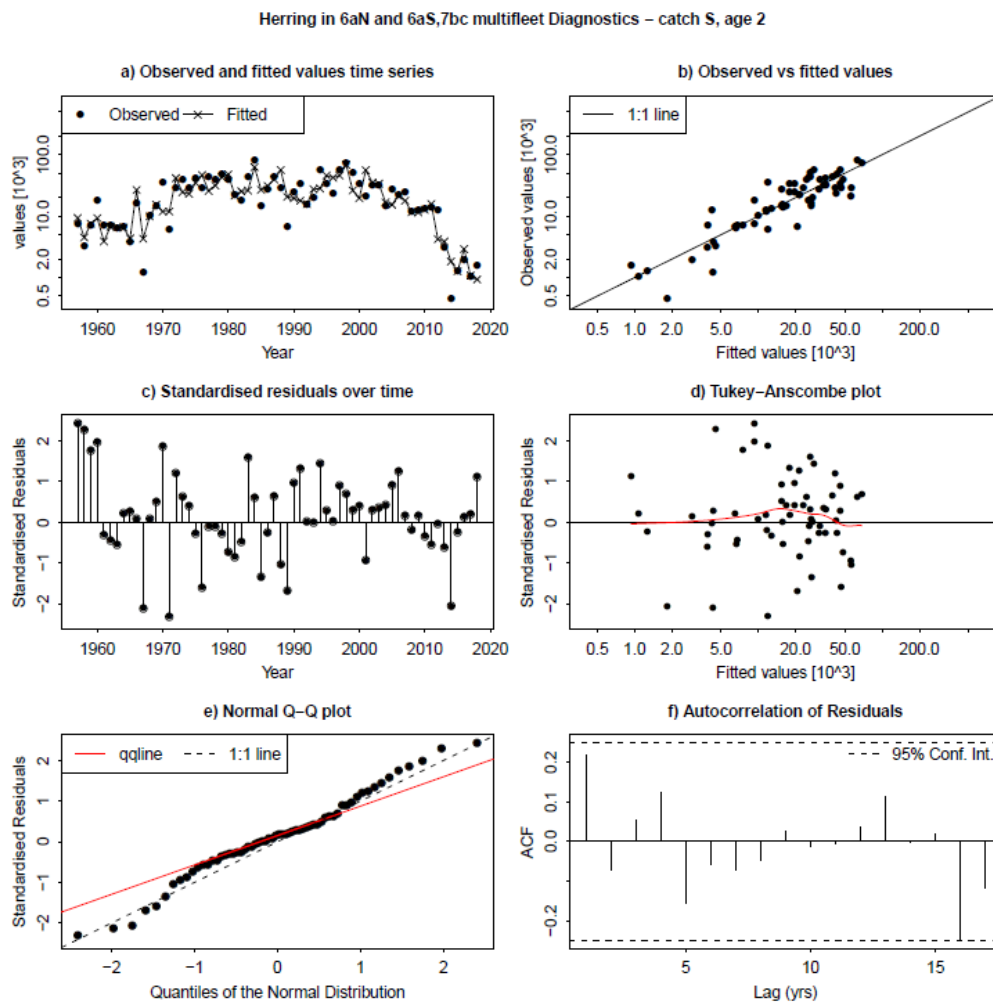 Herring in 6aN and 6aS,7bc multifleet Diagnostics – catch S, age 2
a) Observed and fitted values time series
Observed Fitted
values [10^3]
0.5 2.0 10.0 100.0
1960 1970 1980 1990 2000 2010 2020
Year
b) Observed vs fitted values
1:1 line
Observed values [10^3]
0.5 2.0 10.0 100.0
0.5 1.0 2.0 5.0 20.0 50.0 200.0
Fitted values [10^3]
c) Standardised residuals over time
Standardised Residuals
−2 −1 0 1 2
1960 1970 1980 1990 2000 2010 2020
Year
d) Tukey−Anscombe plot
Standardised Residuals
−2 −1 0 1 2
0.5 1.0 2.0 5.0 20.0 50.0 200.0
Fitted values [10^3]
e) Normal Q−Q plot
qqline 1:1 line
Standardised Residuals
−2 −1 0 1 2
−2 −1 0 1 2
Quantiles of the Normal Distribution
f) Autocorrelation of Residuals
95% Conf. Int.
ACF
−0.2 0.0 0.1 0.2
5 10 15
Lag (yrs)